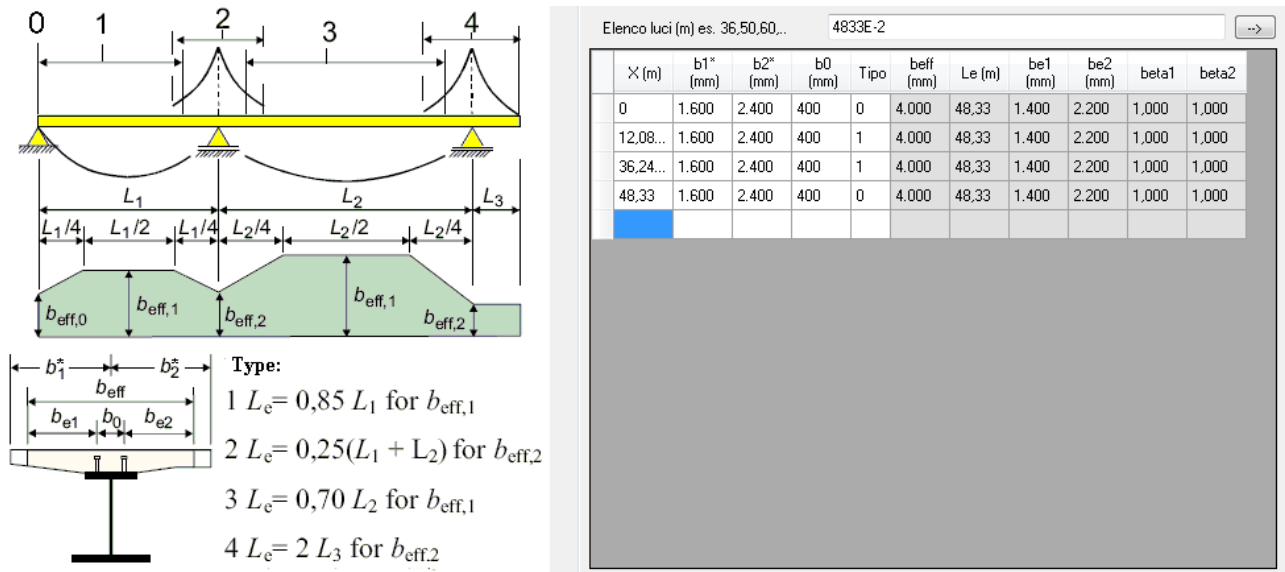 0
1
2
3
4
L1
L2
L3
L1/4
L1/2
L1/4
L2/4
L2/2
L2/4
beff,0
beff,1
beff,2
beff,1
beff,2
b*1
b*2
beff
be1
b0
be2
Type:
1 Le= 0,85 L1 for beff,1
2 Le= 0,25(L1 + L2) for beff,2
3 Le= 0,70 L2 for beff,1
4 Le= 2 L3 for beff.2
Elenco luci (m) es. 36,50,60,.. 4833E-2 -->
X (m) b1* (mm) b2* (mm) b0 (mm) Tipo beff (mm) Le (m) be1 (mm) be2 (mm) beta1 beta2
0 1.600 2.400 400 0 4.000 48,33 1.400 2.200 1,000 1,000
12,08... 1.600 2.400 400 1 4.000 48,33 1.400 2.200 1,000 1,000
36,24... 1.600 2.400 400 1 4.000 48,33 1.400 2.200 1,000 1,000
48,33 1.600 2.400 400 0 4.000 48,33 1.400 2.200 1,000 1,000